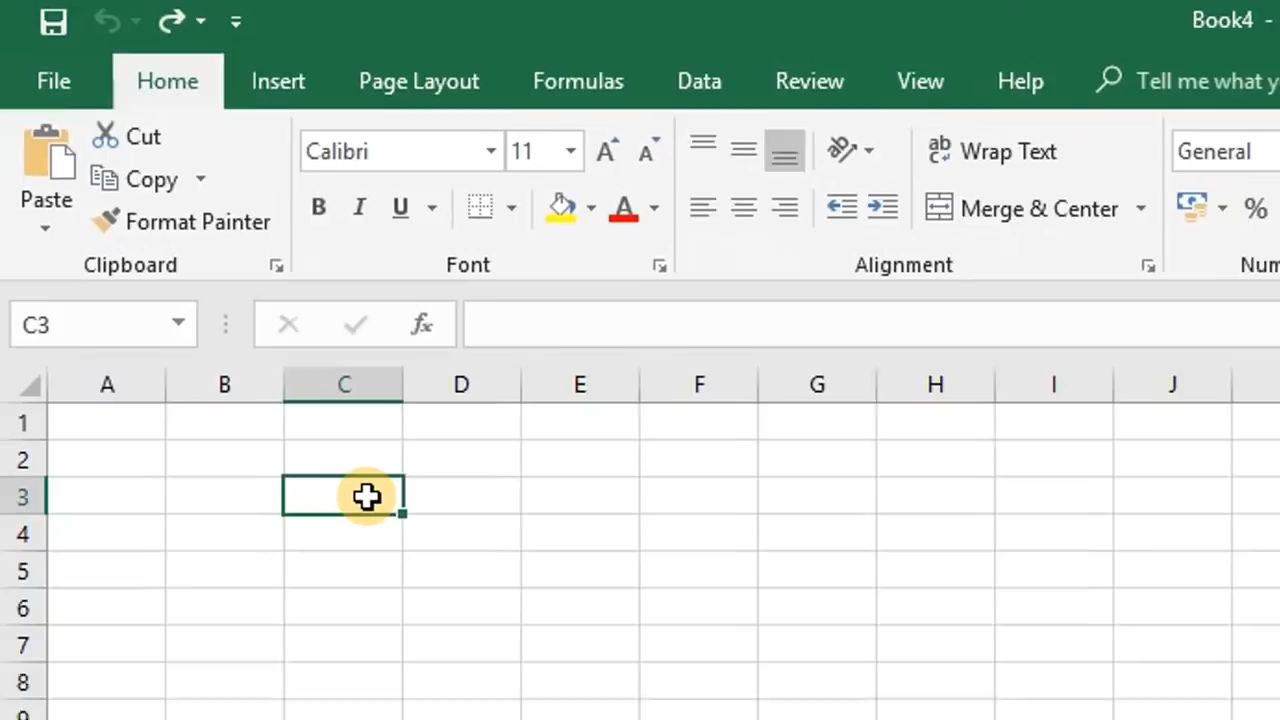 Book4 -
File Home Insert Page Layout Formulas Data Review View Help Tell me what
Cut
Copy
Paste
Format Painter
Clipboard
Calibri 11
B I U A
Font
ab c Wrap Text
Merge & Center
Alignment
General
%
C3 fx
A B C D E F G H I J
1
2
3
4
5
6
7
8
9